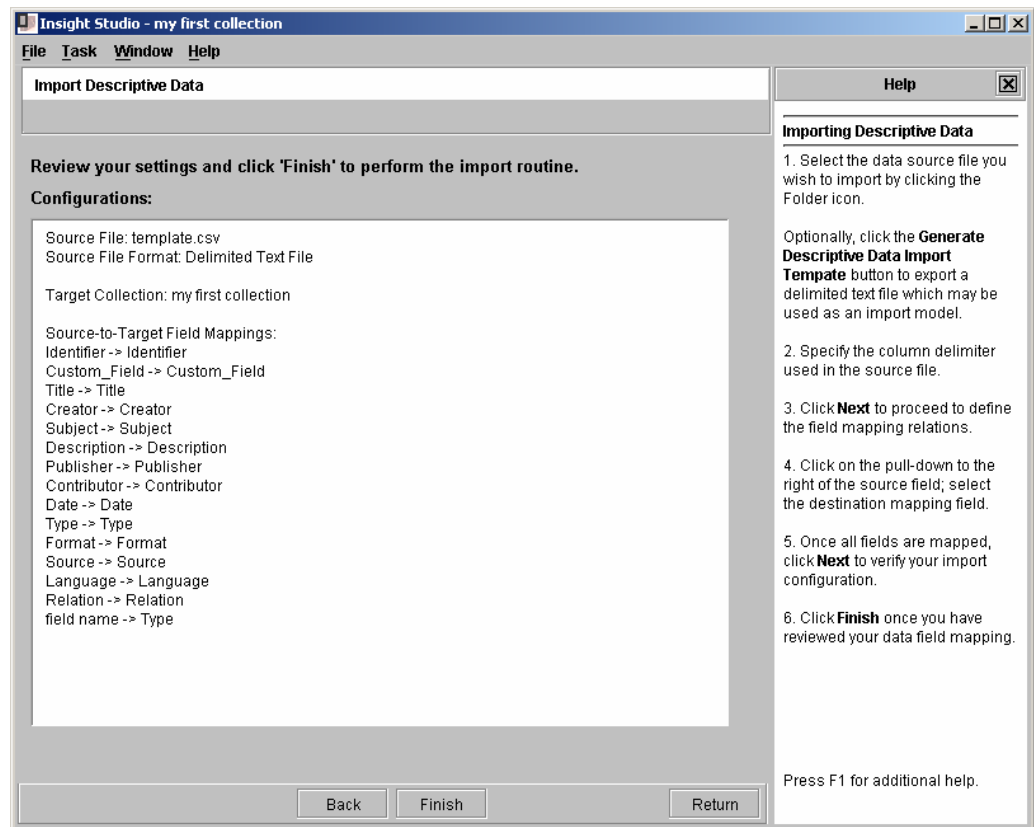 Insight Studio - my first collection
File Task Window Help
Import Descriptive Data
Review your settings and click 'Finish' to perform the import routine.
Configurations:
Source File: template.csv
Source File Format: Delimited Text File
Target Collection: my first collection
Source-to-Target Field Mappings:
Identifier -> Identifier
Custom_Field -> Custom_Field
Title -> Title
Creator -> Creator
Subject -> Subject
Description -> Description
Publisher -> Publisher
Contributor -> Contributor
Date -> Date
Type -> Type
Format -> Format
Source -> Source
Language -> Language
Relation -> Relation
field name -> Type
Back Finish Return
Help
Importing Descriptive Data
1. Select the data source file you
wish to import by clicking the
Folder icon.
Optionally, click the Generate
Descriptive Data Import
Tempate button to export a
delimited text file which may be
used as an import model.
2. Specify the column delimiter
used in the source file.
3. Click Next to proceed to define
the field mapping relations.
4. Click on the pull-down to the
right of the source field; select
the destination mapping field.
5. Once all fields are mapped,
click Next to verify your import
configuration.
6. Click Finish once you have
reviewed your data field mapping.
Press F1 for additional help.